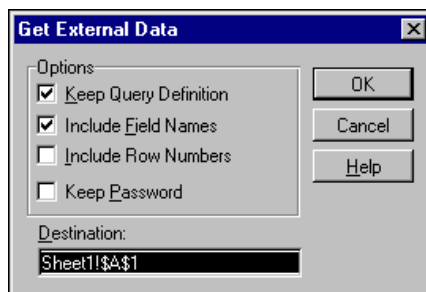 Get External Data
Options
Keep Query Definition
Include Field Names
Include Row Numbers
Keep Password
OK
Cancel
Help
Destination:
Sheet1!$A$1